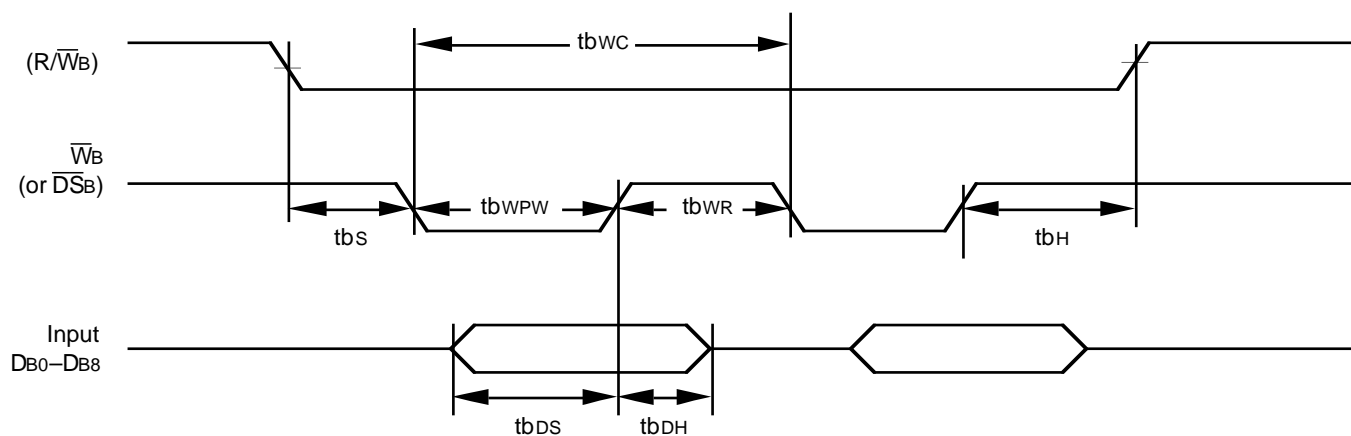 tbWC
(R/W̅B)
W̅B
(or D̅S̅B)
tbWPW
tbWR
tbS
tbH
Input
DB0–DB8
tbDS
tbDH